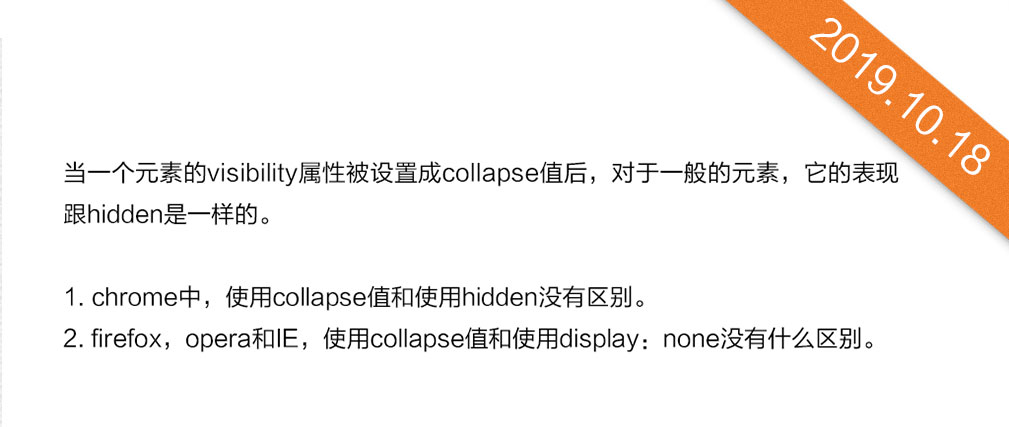 2019.10.18
当一个元素的visibility属性被设置成collapse值后，对于一般的元素，它的表现
跟hidden是一样的。
1. chrome中，使用collapse值和使用hidden没有区别。
2. firefox，opera和IE，使用collapse值和使用display：none没有什么区别。